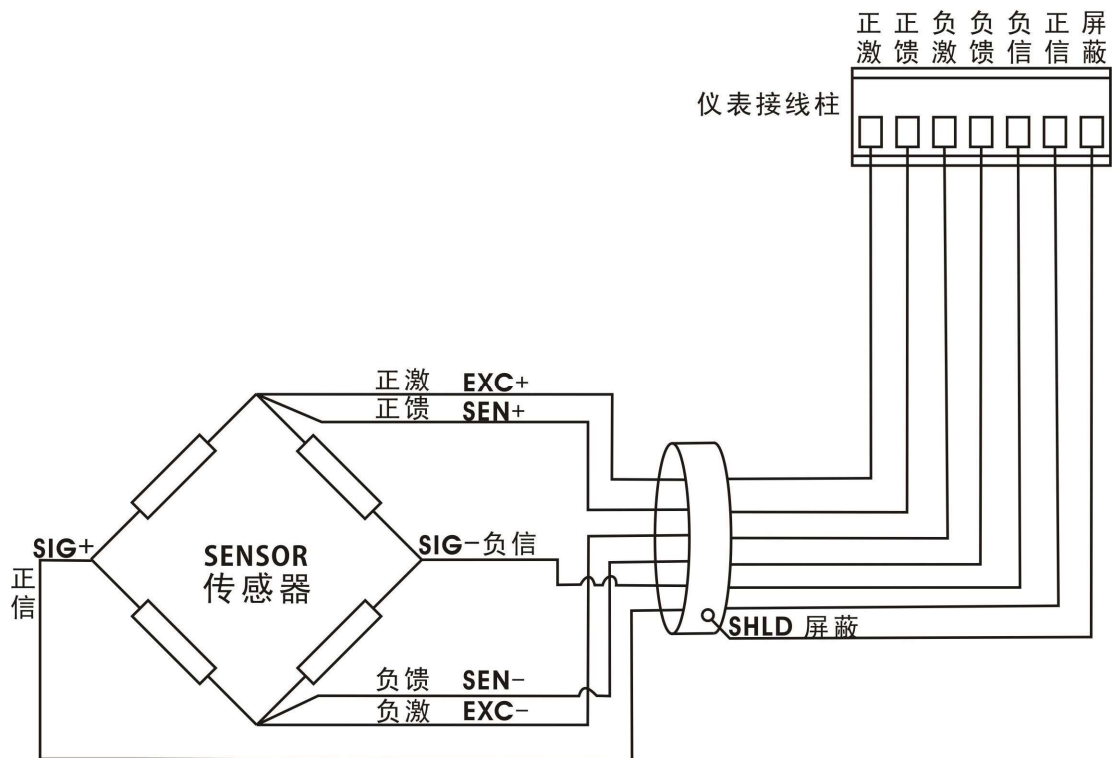 正激 正馈 负激 负馈 负信 正信 屏蔽
仪表接线柱
正激 EXC+
正馈 SEN+
SIG+
正信
SENSOR
传感器
SIG-负信
SHLD 屏蔽
负馈 SEN-
负激 EXC-